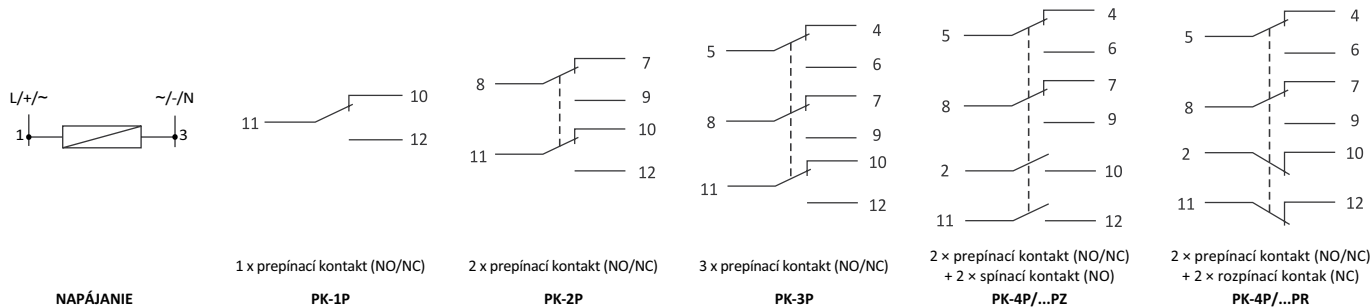 L/+/~ ~/-/N
1 3
11 10
12
8 7
9
11 10
12
5 4
6
8 7
9
11 10
12
5 4
6
8 7
9
2 10
11 12
5 4
6
8 7
9
2 10
11 12
1 x prepínací kontakt (NO/NC)
2 x prepínací kontakt (NO/NC)
3 x prepínací kontakt (NO/NC)
2 × prepínací kontakt (NO/NC)
+ 2 × spínací kontakt (NO)
2 × prepínací kontakt (NO/NC)
+ 2 × rozpínací kontak (NC)
NAPÁJANIE
PK-1P
PK-2P
PK-3P
PK-4P/...PZ
PK-4P/...PR